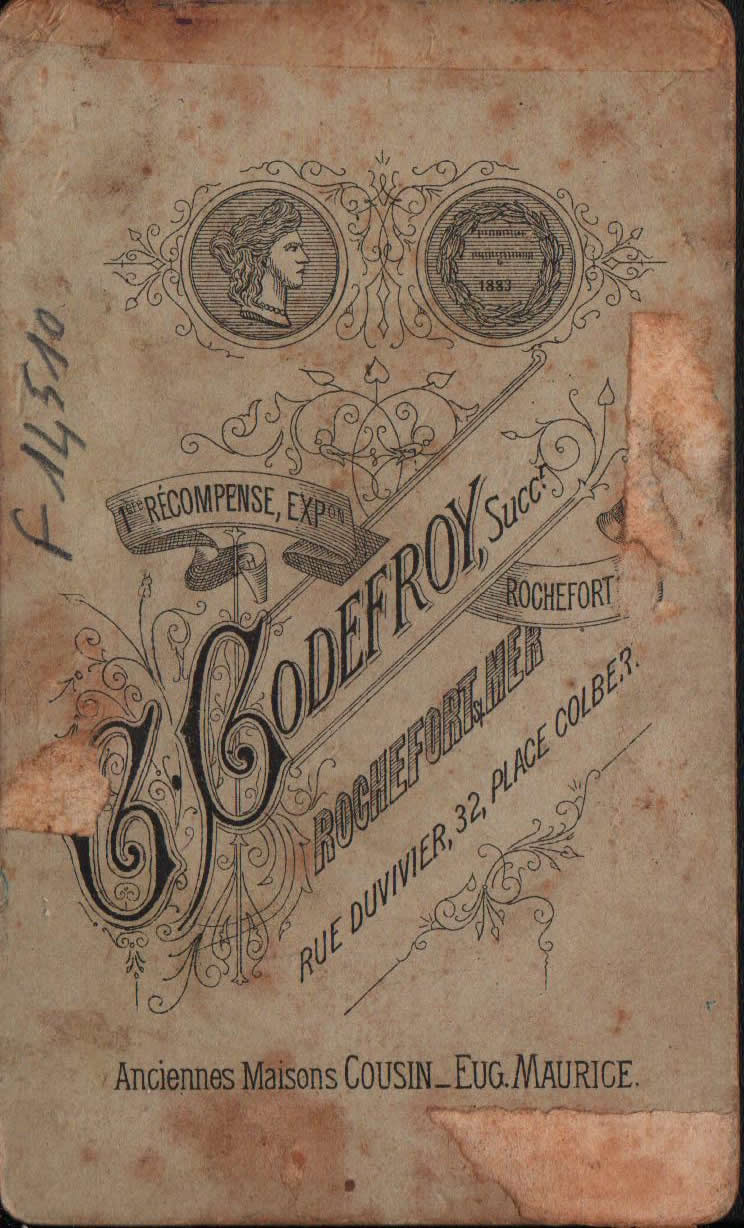 1883
F 14510
1ère RÉCOMPENSE, EXPon
GODEFROY, Succr
ROCHEFORT
ROCHEFORT S MER
RUE DUVIVIER, 32, PLACE COLBER.
Anciennes Maisons COUSIN_EUG. MAURICE.